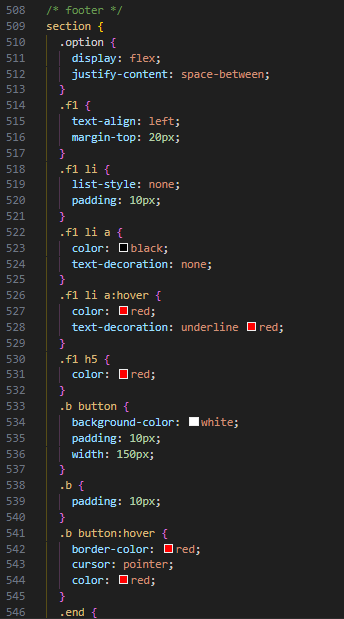 508 /* footer */
509 section {
510 .option {
511 display: flex;
512 justify-content: space-between;
513 }
514 .f1 {
515 text-align: left;
516 margin-top: 20px;
517 }
518 .f1 li {
519 list-style: none;
520 padding: 10px;
521 }
522 .f1 li a {
523 color: black;
524 text-decoration: none;
525 }
526 .f1 li a:hover {
527 color: red;
528 text-decoration: underline red;
529 }
530 .f1 h5 {
531 color: red;
532 }
533 .b button {
534 background-color: white;
535 padding: 10px;
536 width: 150px;
537 }
538 .b {
539 padding: 10px;
540 }
541 .b button:hover {
542 border-color: red;
543 cursor: pointer;
544 color: red;
545 }
546 .end {